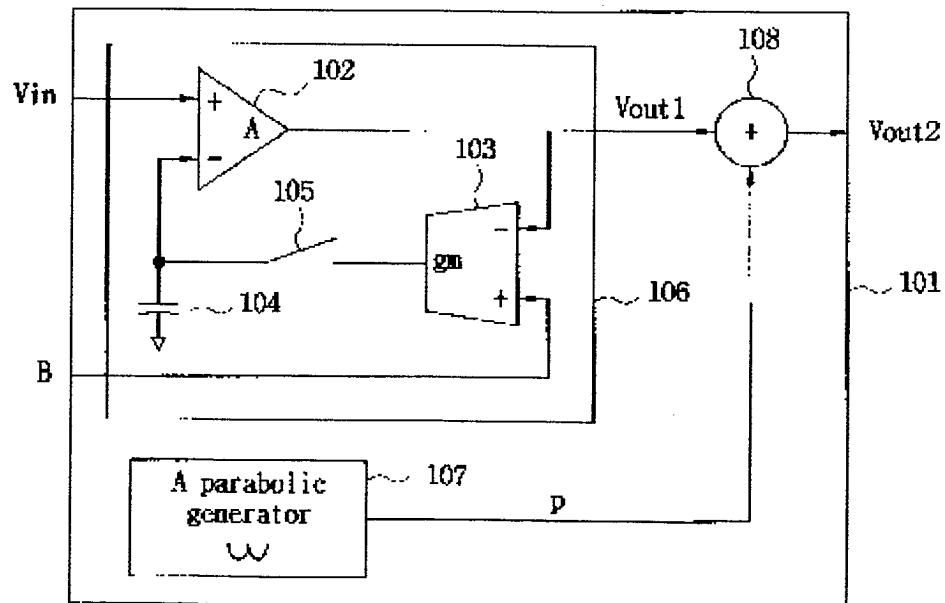 108
102
Vin
+
A
Vout1
+
Vout2
-
103
105
-
gm
+
104
106
101
B
107
A parabolic
generator
p